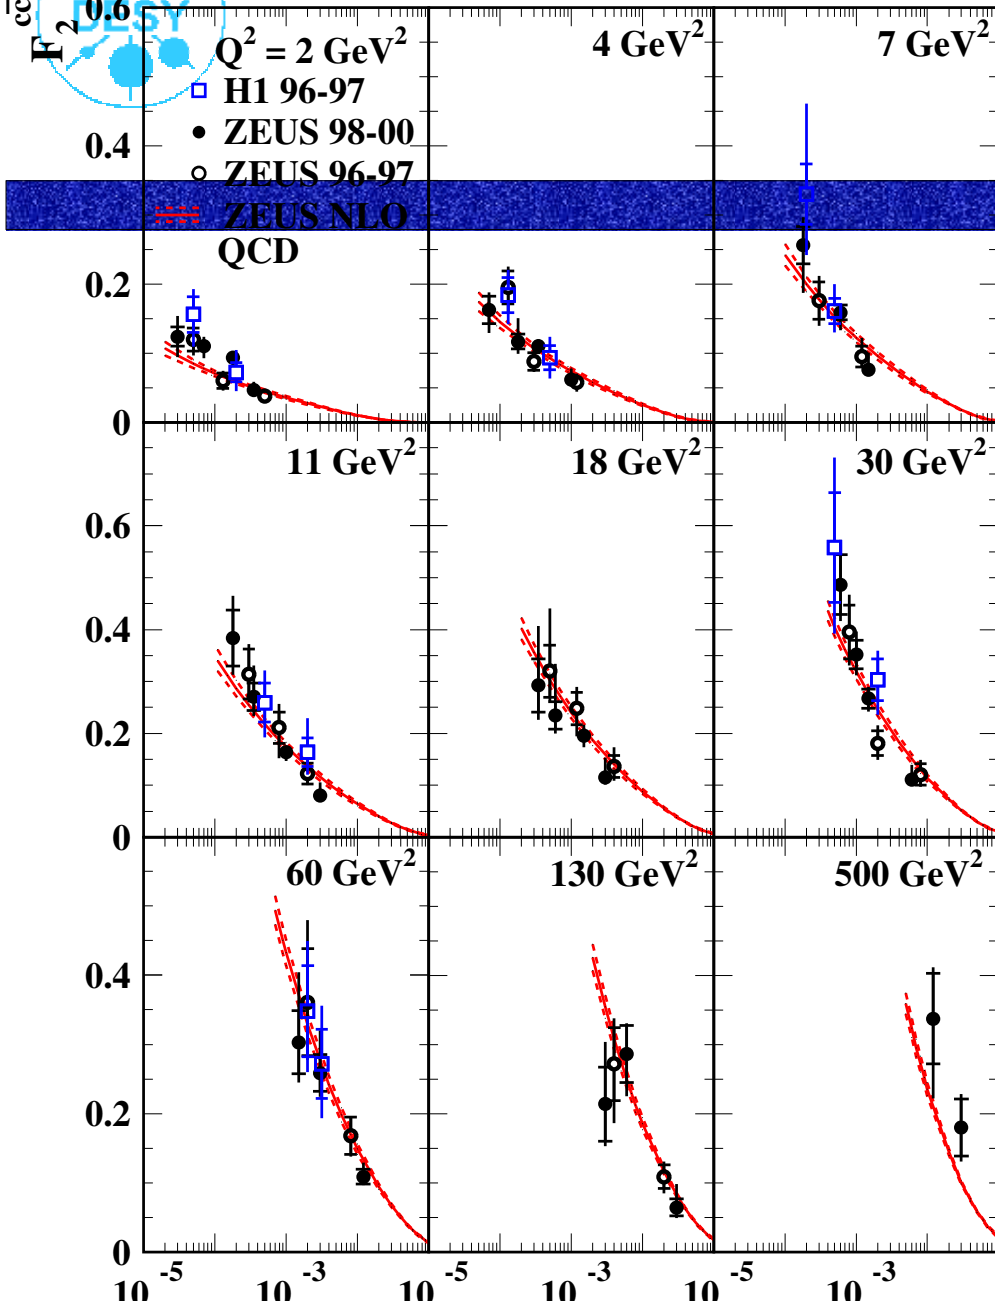 DESY
F2cc
0.6
Q2 = 2 GeV2
4 GeV2
7 GeV2
H1 96-97
ZEUS 98-00
ZEUS 96-97
ZEUS NLO
QCD
0.4
0.2
0
11 GeV2
18 GeV2
30 GeV2
0.6
0.4
0.2
0
60 GeV2
130 GeV2
500 GeV2
0.4
0.2
0
10-5
10-3
10-5
10-3
10-5
10-3